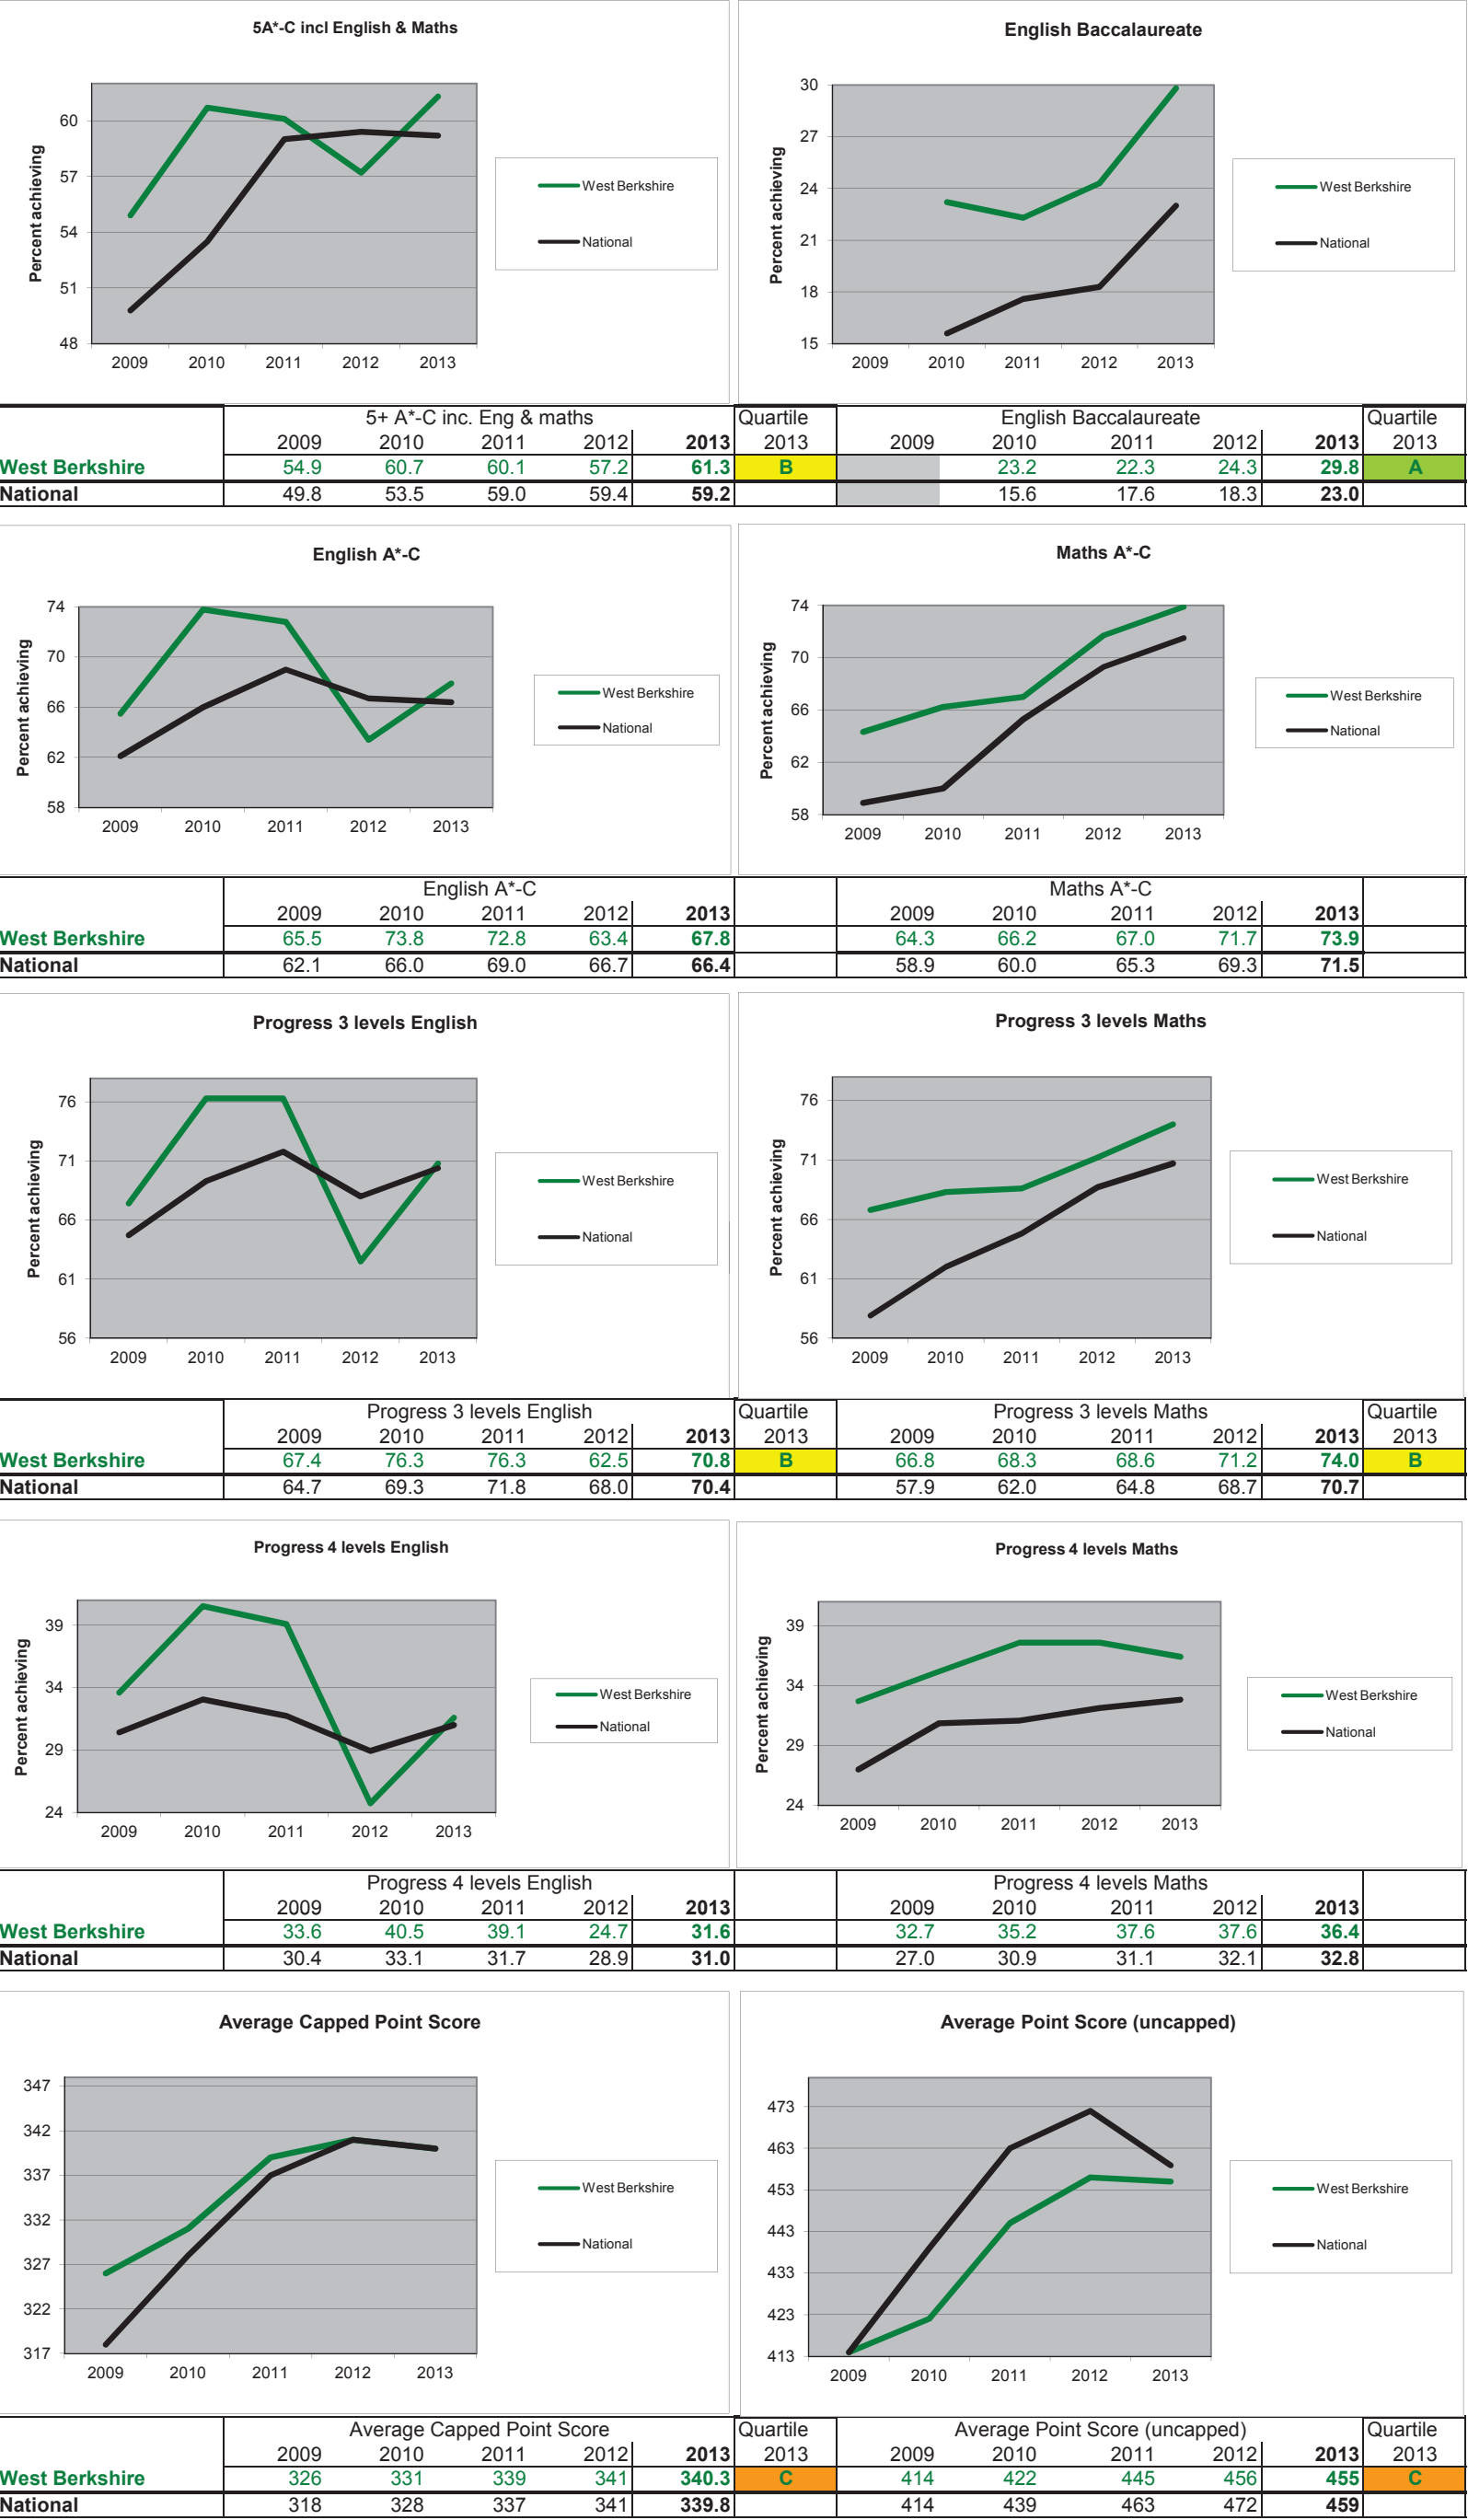 5A*-C incl English & Maths
Percent achieving
60
57
54
51
48
2009 2010 2011 2012 2013
West Berkshire
National
English Baccalaureate
Percent achieving
30
27
24
21
18
15
2009 2010 2011 2012 2013
West Berkshire
National
5+ A*-C inc. Eng & maths Quartile English Baccalaureate Quartile
2009 2010 2011 2012 2013 2013 2009 2010 2011 2012 2013 2013
West Berkshire 54.9 60.7 60.1 57.2 61.3 B 23.2 22.3 24.3 29.8 A
National 49.8 53.5 59.0 59.4 59.2 15.6 17.6 18.3 23.0
English A*-C
Percent achieving
74
70
66
62
58
2009 2010 2011 2012 2013
West Berkshire
National
Maths A*-C
Percent achieving
74
70
66
62
58
2009 2010 2011 2012 2013
West Berkshire
National
English A*-C Maths A*-C
2009 2010 2011 2012 2013 2009 2010 2011 2012 2013
West Berkshire 65.5 73.8 72.8 63.4 67.8 64.3 66.2 67.0 71.7 73.9
National 62.1 66.0 69.0 66.7 66.4 58.9 60.0 65.3 69.3 71.5
Progress 3 levels English
Percent achieving
76
71
66
61
56
2009 2010 2011 2012 2013
West Berkshire
National
Progress 3 levels Maths
Percent achieving
76
71
66
61
56
2009 2010 2011 2012 2013
West Berkshire
National
Progress 3 levels English Quartile Progress 3 levels Maths Quartile
2009 2010 2011 2012 2013 2013 2009 2010 2011 2012 2013 2013
West Berkshire 67.4 76.3 76.3 62.5 70.8 B 66.8 68.3 68.6 71.2 74.0 B
National 64.7 69.3 71.8 68.0 70.4 57.9 62.0 64.8 68.7 70.7
Progress 4 levels English
Percent achieving
39
34
29
24
2009 2010 2011 2012 2013
West Berkshire
National
Progress 4 levels Maths
Percent achieving
39
34
29
24
2009 2010 2011 2012 2013
West Berkshire
National
Progress 4 levels English Progress 4 levels Maths
2009 2010 2011 2012 2013 2009 2010 2011 2012 2013
West Berkshire 33.6 40.5 39.1 24.7 31.6 32.7 35.2 37.6 37.6 36.4
National 30.4 33.1 31.7 28.9 31.0 27.0 30.9 31.1 32.1 32.8
Average Capped Point Score
347
342
337
332
327
322
317
2009 2010 2011 2012 2013
West Berkshire
National
Average Point Score (uncapped)
473
463
453
443
433
423
413
2009 2010 2011 2012 2013
West Berkshire
National
Average Capped Point Score Quartile Average Point Score (uncapped) Quartile
2009 2010 2011 2012 2013 2013 2009 2010 2011 2012 2013 2013
West Berkshire 326 331 339 341 340.3 C 414 422 445 456 455 C
National 318 328 337 341 339.8 414 439 463 472 459